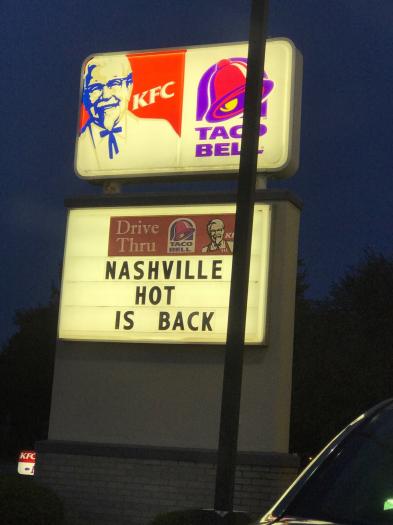 KFC
TACO
BELL
Drive
Thru
TACO
BELL
NASHVILLE
HOT
IS BACK
KFC